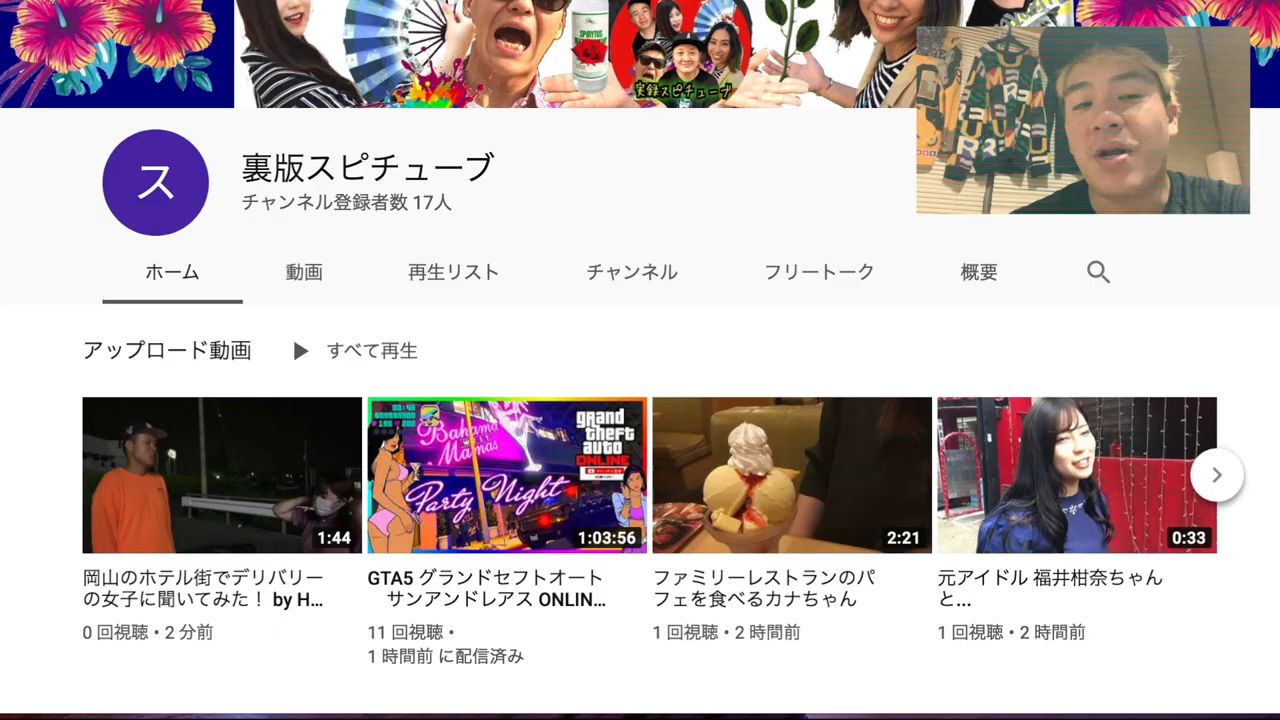 SPIRYTUS
実録スピチューブ
ス
裏版スピチューブ
チャンネル登録者数 17人
ホーム
動画
再生リスト
チャンネル
フリートーク
概要
アップロード動画
すべて再生
1:44
Bahama
Mamas
Party Night
grand
theft
auto
ONLINE
1:03:56
2:21
0:33
岡山のホテル街でデリバリー
の女子に聞いてみた！ by H...
0 回視聴・2 分前
GTA5 グランドセフトオート
サンアンドレアス ONLIN...
11 回視聴・
1 時間前 に配信済み
ファミリーレストランのパ
フェを食べるカナちゃん
1 回視聴・2 時間前
元アイドル 福井柑奈ちゃん
と...
1 回視聴・2 時間前